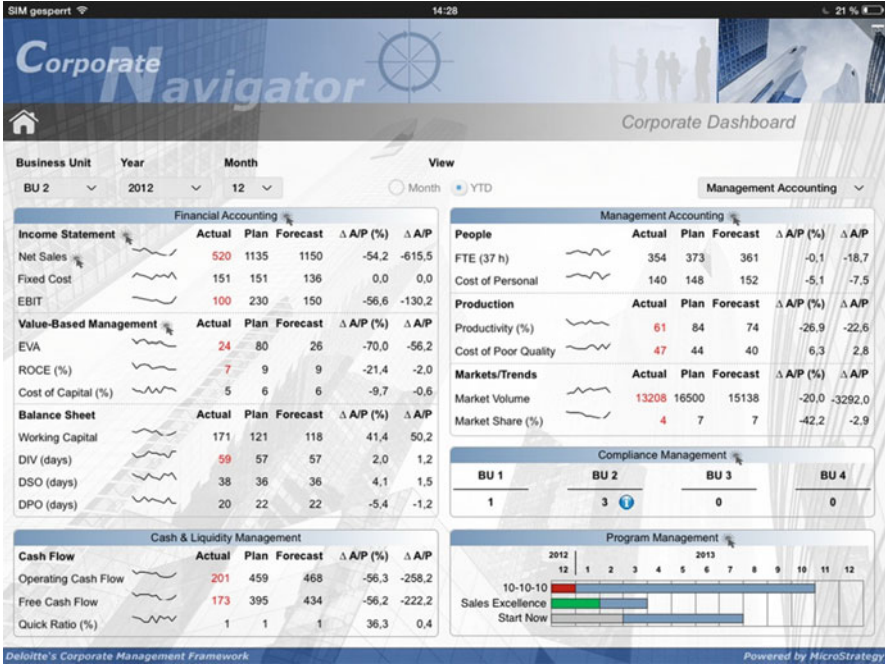 SIM gesperrt 14:28 21 %
Corporate
Navigator
Corporate Dashboard
Business Unit Year Month View
BU 2 2012 12 Month YTD Management Accounting
Financial Accounting
Income Statement Actual Plan Forecast Δ A/P (%) Δ A/P
Net Sales 520 1135 1150 -54,2 -615,5
Fixed Cost 151 151 136 0,0 0,0
EBIT 100 230 150 -56,6 -130,2
Value-Based Management Actual Plan Forecast Δ A/P (%) Δ A/P
EVA 24 80 26 -70,0 -56,2
ROCE (%) 7 9 9 -21,4 -2,0
Cost of Capital (%) 5 6 6 -9,7 -0,6
Balance Sheet Actual Plan Forecast Δ A/P (%) Δ A/P
Working Capital 171 121 118 41,4 50,2
DIV (days) 59 57 57 2,0 1,2
DSO (days) 38 36 36 4,1 1,5
DPO (days) 20 22 22 -5,4 -1,2
Cash & Liquidity Management
Cash Flow Actual Plan Forecast Δ A/P (%) Δ A/P
Operating Cash Flow 201 459 468 -56,3 -258,2
Free Cash Flow 173 395 434 -56,2 -222,2
Quick Ratio (%) 1 1 1 36,3 0,4
Management Accounting
People Actual Plan Forecast Δ A/P (%) Δ A/P
FTE (37 h) 354 373 361 -0,1 -18,7
Cost of Personal 140 148 152 -5,1 -7,5
Production Actual Plan Forecast Δ A/P (%) Δ A/P
Productivity (%) 61 84 74 -26,9 -22,6
Cost of Poor Quality 47 44 40 6,3 2,8
Markets/Trends Actual Plan Forecast Δ A/P (%) Δ A/P
Market Volume 13208 16500 15138 -20,0 -3292,0
Market Share (%) 4 7 7 -42,2 -2,9
Compliance Management
BU 1 BU 2 BU 3 BU 4
1 3 i 0 0
Program Management
2012 2013
12 1 2 3 4 5 6 7 8 9 10 11 12
10-10-10
Sales Excellence
Start Now
Deloitte's Corporate Management Framework Powered by MicroStrategy